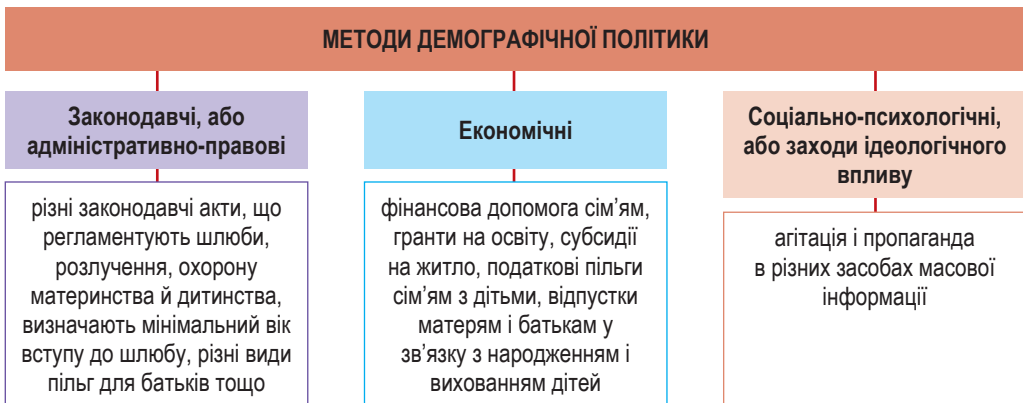 МЕТОДИ ДЕМОГРАФІЧНОЇ ПОЛІТИКИ
Законодавчі, або
адміністративно-правові
різні законодавчі акти, що
регламентують шлюби,
розлучення, охорону
материнства й дитинства,
визначають мінімальний вік
вступу до шлюбу, різні види
пільг для батьків тощо
Економічні
фінансова допомога сім’ям,
гранти на освіту, субсидії
на житло, податкові пільги
сім’ям з дітьми, відпустки
матерям і батькам у
зв’язку з народженням і
вихованням дітей
Соціально-психологічні,
або заходи ідеологічного
впливу
агітація і пропаганда
в різних засобах масової
інформації